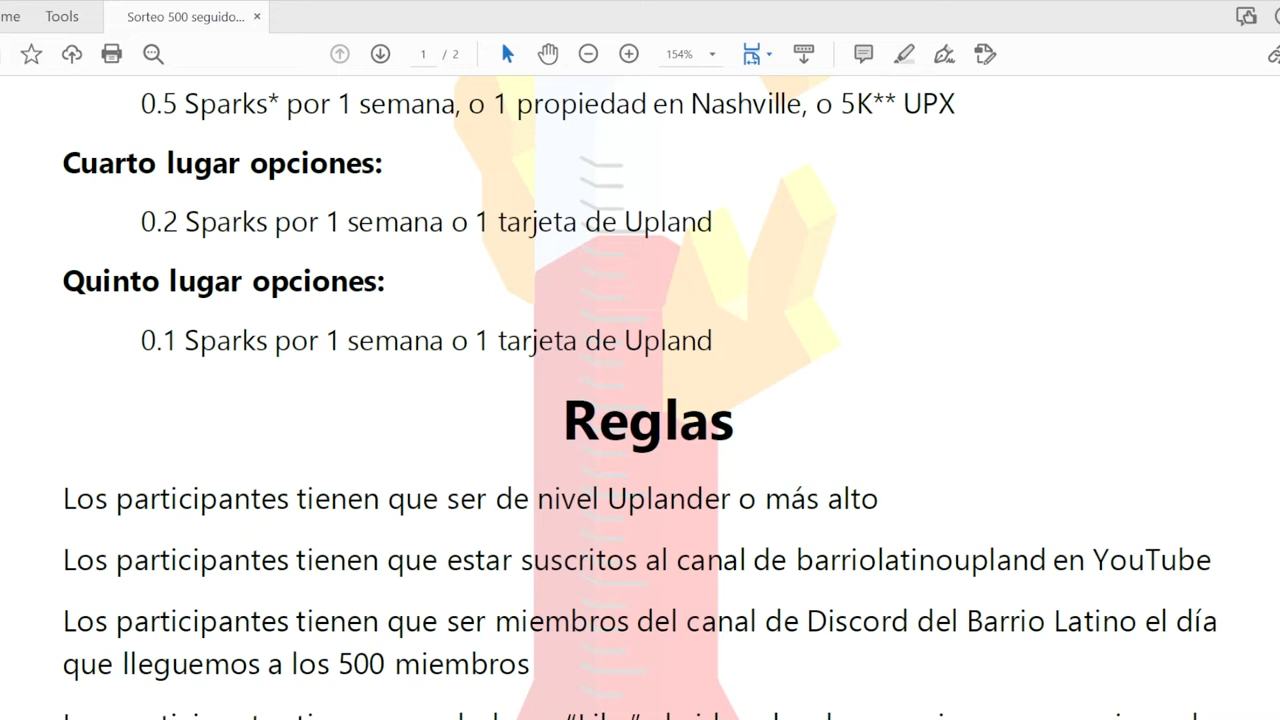 ome Tools Sorteo 500 seguido... ×
1 / 2 154%
0.5 Sparks* por 1 semana, o 1 propiedad en Nashville, o 5K** UPX
Cuarto lugar opciones:
0.2 Sparks por 1 semana o 1 tarjeta de Upland
Quinto lugar opciones:
0.1 Sparks por 1 semana o 1 tarjeta de Upland
Reglas
Los participantes tienen que ser de nivel Uplander o más alto
Los participantes tienen que estar suscritos al canal de barriolatinoupland en YouTube
Los participantes tienen que ser miembros del canal de Discord del Barrio Latino el día
que lleguemos a los 500 miembros